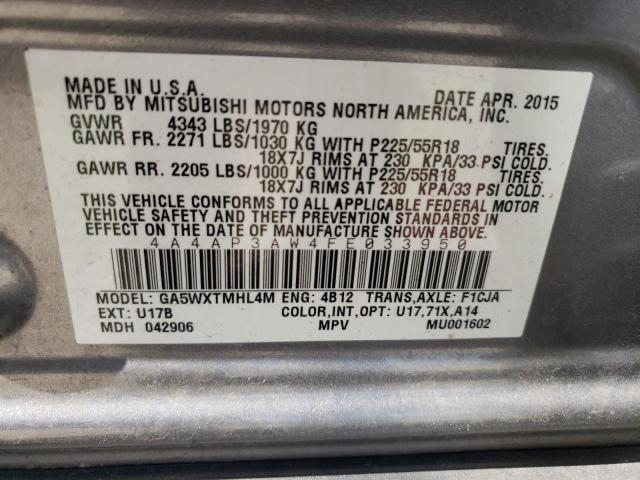 MADE IN U.S.A. DATE APR. 2015
MFD BY MITSUBISHI MOTORS NORTH AMERICA, INC.
GVWR 4343 LBS/1970 KG
GAWR FR. 2271 LBS/1030 KG WITH P225/55R18 TIRES.
18X7J RIMS AT 230 KPA/33 PSI COLD.
GAWR RR. 2205 LBS/1000 KG WITH P225/55R18 TIRES.
18X7J RIMS AT 230 KPA/33 PSI COLD.
THIS VEHICLE CONFORMS TO ALL APPLICABLE FEDERAL MOTOR
VEHICLE SAFETY AND THEFT PREVENTION STANDARDS IN
EFFECT ON THE DATE OF MANUFACTURE SHOWN ABOVE.
4A4AP3AW4FE033950
MODEL: GA5WXTMHL4M ENG: 4B12 TRANS,AXLE: F1CJA
EXT: U17B COLOR,INT,OPT: U17,71X,A14
MDH 042906 MPV MU001602